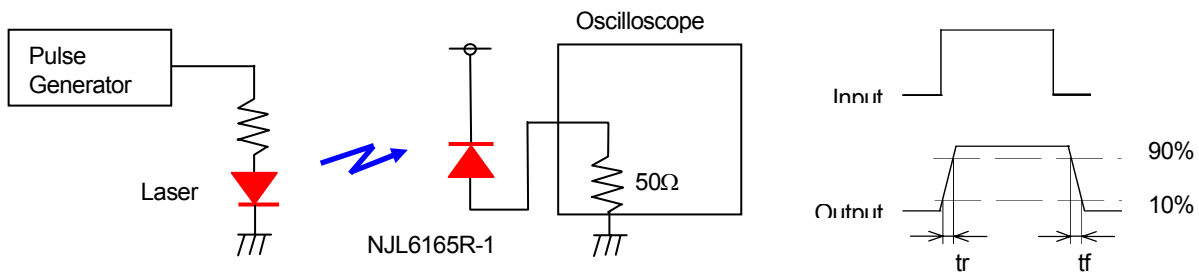 Oscilloscope
Pulse
Generator
Input
90%
Laser
50Ω
Output
10%
NJL6165R-1
tr
tf